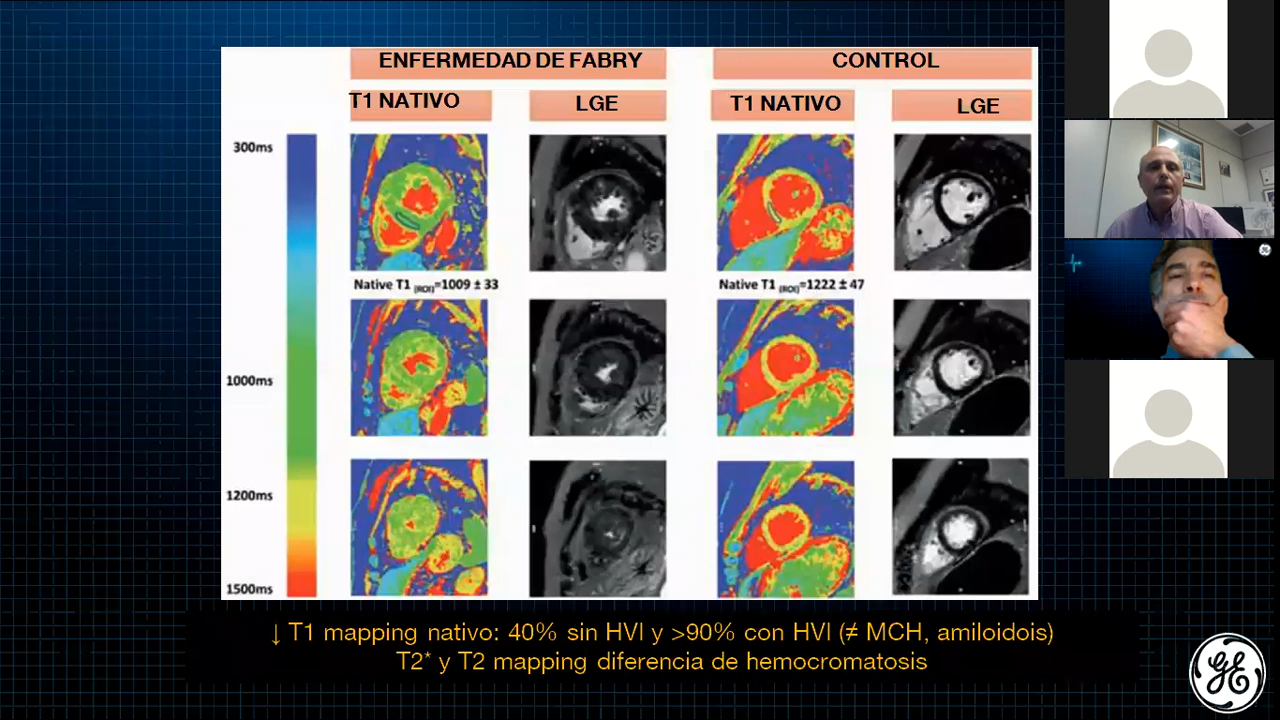 ENFERMEDAD DE FABRY
CONTROL
T1 NATIVO
LGE
T1 NATIVO
LGE
300ms
Native T1 (ROI)=1009 ± 33
Native T1 (ROI)=1222 ± 47
1000ms
1200ms
1500ms
↓ T1 mapping nativo: 40% sin HVI y >90% con HVI (≠ MCH, amiloidois)
T2* y T2 mapping diferencia de hemocromatosis
GE